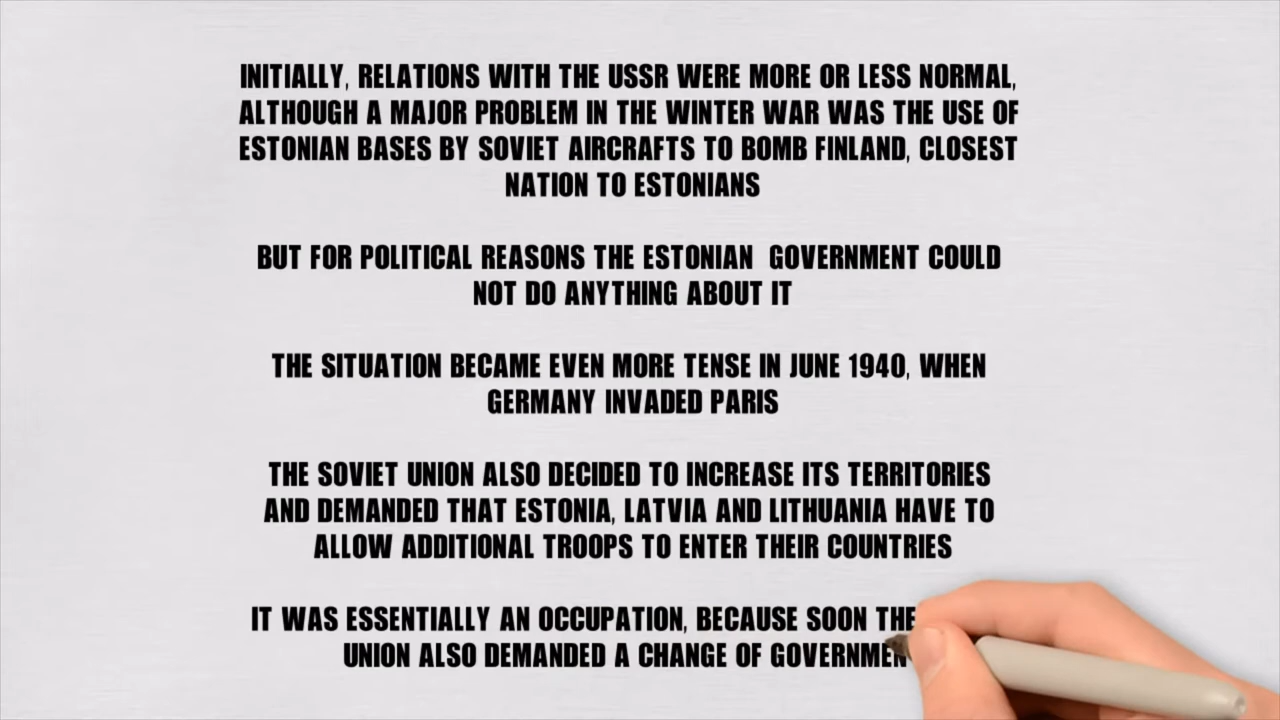 INITIALLY, RELATIONS WITH THE USSR WERE MORE OR LESS NORMAL,
ALTHOUGH A MAJOR PROBLEM IN THE WINTER WAR WAS THE USE OF
ESTONIAN BASES BY SOVIET AIRCRAFTS TO BOMB FINLAND, CLOSEST
NATION TO ESTONIANS
BUT FOR POLITICAL REASONS THE ESTONIAN GOVERNMENT COULD
NOT DO ANYTHING ABOUT IT
THE SITUATION BECAME EVEN MORE TENSE IN JUNE 1940, WHEN
GERMANY INVADED PARIS
THE SOVIET UNION ALSO DECIDED TO INCREASE ITS TERRITORIES
AND DEMANDED THAT ESTONIA, LATVIA AND LITHUANIA HAVE TO
ALLOW ADDITIONAL TROOPS TO ENTER THEIR COUNTRIES
IT WAS ESSENTIALLY AN OCCUPATION, BECAUSE SOON THE
UNION ALSO DEMANDED A CHANGE OF GOVERNMEN